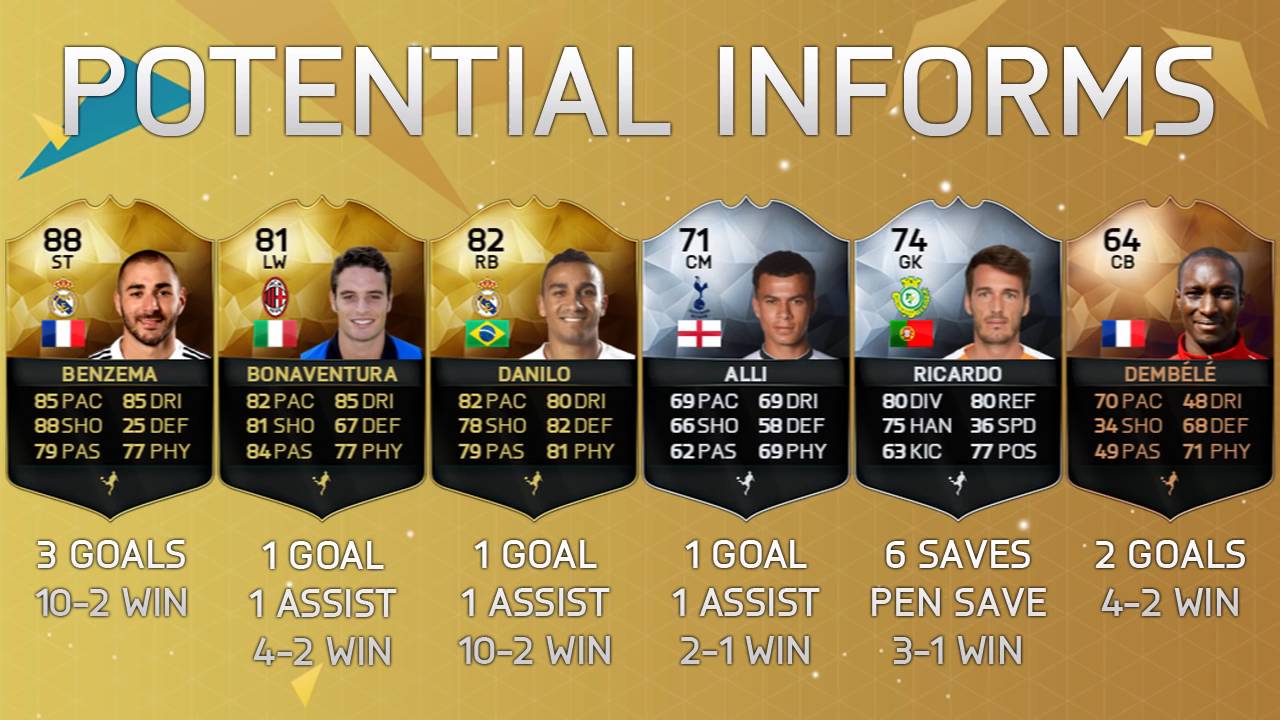 POTENTIAL INFORMS
88
ST
BENZEMA
85 PAC 85 DRI
88 SHO 25 DEF
79 PAS 77 PHY
3 GOALS
10-2 WIN
81
LW
BONAVENTURA
82 PAC 85 DRI
81 SHO 67 DEF
84 PAS 77 PHY
1 GOAL
1 ASSIST
4-2 WIN
82
RB
DANILO
82 PAC 80 DRI
78 SHO 82 DEF
79 PAS 81 PHY
1 GOAL
1 ASSIST
10-2 WIN
71
CM
ALLI
69 PAC 69 DRI
66 SHO 58 DEF
62 PAS 69 PHY
1 GOAL
1 ASSIST
2-1 WIN
74
GK
RICARDO
80 DIV 80 REF
75 HAN 36 SPD
63 KIC 77 POS
6 SAVES
PEN SAVE
3-1 WIN
64
CB
DEMBÉLÉ
70 PAC 48 DRI
34 SHO 68 DEF
49 PAS 71 PHY
2 GOALS
4-2 WIN